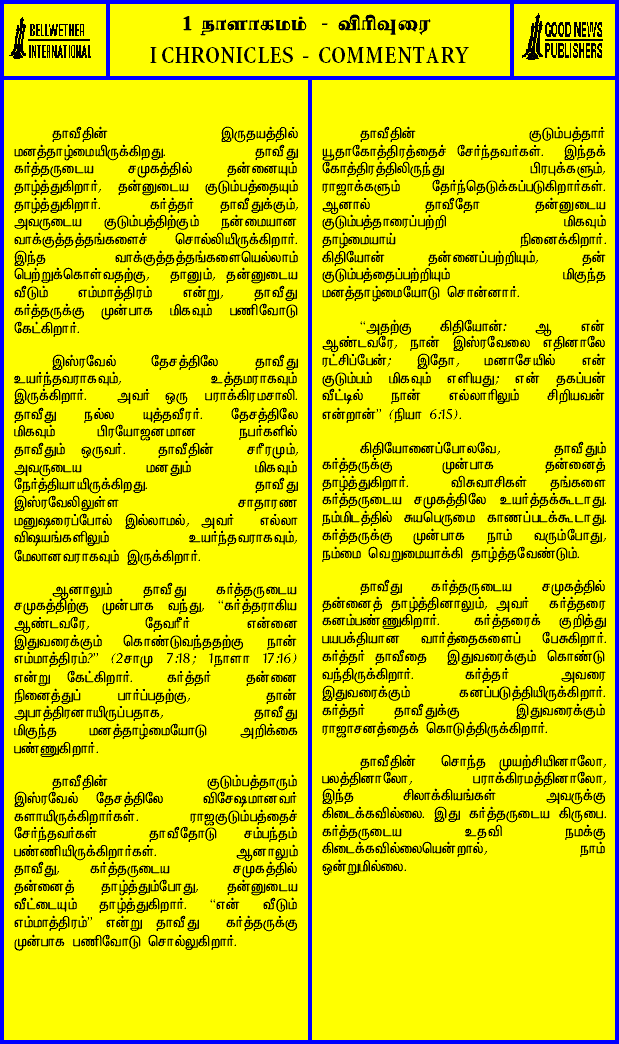 BELLWETHER
INTERNATIONAL
1 நாளாகமம் - விரிவுரை
I CHRONICLES - COMMENTARY
GOOD NEWS
PUBLISHERS
தாவீதின் இருதயத்தில்
மனத்தாழ்மையிருக்கிறது. தாவீது
கர்த்தருடைய சமுகத்தில் தன்னையும்
தாழ்த்துகிறார், தன்னுடைய குடும்பத்தையும்
தாழ்த்துகிறார். கர்த்தர் தாவீதுக்கும்,
அவருடைய குடும்பத்திற்கும் நன்மையான
வாக்குத்தத்தங்களைச் சொல்லியிருக்கிறார்.
இந்த வாக்குத்தத்தங்களையெல்லாம்
பெற்றுக்கொள்வதற்கு, தானும், தன்னுடைய
வீடும் எம்மாத்திரம் என்று, தாவீது
கர்த்தருக்கு முன்பாக மிகவும் பணிவோடு
கேட்கிறார்.
இஸ்ரவேல் தேசத்திலே தாவீது
உயர்ந்தவராகவும், உத்தமராகவும்
இருக்கிறார். அவர் ஒரு பராக்கிரமசாலி.
தாவீது நல்ல யுத்தவீரர். தேசத்திலே
மிகவும் பிரயோஜனமான நபர்களில்
தாவீதும் ஒருவர். தாவீதின் சரீரமும்,
அவருடைய மனதும் மிகவும்
நேர்த்தியாயிருக்கிறது. தாவீது
இஸ்ரவேலிலுள்ள சாதாரண
மனுஷரைப்போல் இல்லாமல், அவர் எல்லா
விஷயங்களிலும் உயர்ந்தவராகவும்,
மேலானவராகவும் இருக்கிறார்.
ஆனாலும் தாவீது கர்த்தருடைய
சமுகத்திற்கு முன்பாக வந்து, “கர்த்தராகிய
ஆண்டவரே, தேவரீர் என்னை
இதுவரைக்கும் கொண்டுவந்ததற்கு நான்
எம்மாத்திரம்?” (2சாமு 7:18; 1நாளா 17:16)
என்று கேட்கிறார். கர்த்தர் தன்னை
நினைத்துப் பார்ப்பதற்கு, தான்
அபாத்திரனாயிருப்பதாக, தாவீது
மிகுந்த மனத்தாழ்மையோடு அறிக்கை
பண்ணுகிறார்.
தாவீதின் குடும்பத்தாரும்
இஸ்ரவேல் தேசத்திலே விசேஷமானவர்
களாயிருக்கிறார்கள். ராஜகுடும்பத்தைச்
சேர்ந்தவர்கள் தாவீதோடு சம்பந்தம்
பண்ணியிருக்கிறார்கள். ஆனாலும்
தாவீது, கர்த்தருடைய சமுகத்தில்
தன்னைத் தாழ்த்தும்போது, தன்னுடைய
வீட்டையும் தாழ்த்துகிறார். “என் வீடும்
எம்மாத்திரம்” என்று தாவீது கர்த்தருக்கு
முன்பாக பணிவோடு சொல்லுகிறார்.
தாவீதின் குடும்பத்தார்
யூதாகோத்திரத்தைச் சேர்ந்தவர்கள். இந்தக்
கோத்திரத்திலிருந்து பிரபுக்களும்,
ராஜாக்களும் தேர்ந்தெடுக்கப்படுகிறார்கள்.
ஆனால் தாவீதோ தன்னுடைய
குடும்பத்தாரைப்பற்றி மிகவும்
தாழ்மையாய் நினைக்கிறார்.
கிதியோன் தன்னைப்பற்றியும், தன்
குடும்பத்தைப்பற்றியும் மிகுந்த
மனத்தாழ்மையோடு சொன்னார்.
“அதற்கு கிதியோன்: ஆ என்
ஆண்டவரே, நான் இஸ்ரவேலை எதினாலே
ரட்சிப்பேன்; இதோ, மனாசேயில் என்
குடும்பம் மிகவும் எளியது; என் தகப்பன்
வீட்டில் நான் எல்லாரிலும் சிறியவன்
என்றான்” (நியா 6:15).
கிதியோனைப்போலவே, தாவீதும்
கர்த்தருக்கு முன்பாக தன்னைத்
தாழ்த்துகிறார். விசுவாசிகள் தங்களை
கர்த்தருடைய சமுகத்திலே உயர்த்தக்கூடாது.
நம்மிடத்தில் சுயபெருமை காணப்படக்கூடாது.
கர்த்தருக்கு முன்பாக நாம் வரும்போது,
நம்மை வெறுமையாக்கி தாழ்த்தவேண்டும்.
தாவீது கர்த்தருடைய சமுகத்தில்
தன்னைத் தாழ்த்தினாலும், அவர் கர்த்தரை
கனம்பண்ணுகிறார். கர்த்தரைக் குறித்து
பயபக்தியான வார்த்தைகளைப் பேசுகிறார்.
கர்த்தர் தாவீதை இதுவரைக்கும் கொண்டு
வந்திருக்கிறார். கர்த்தர் அவரை
இதுவரைக்கும் கனப்படுத்தியிருக்கிறார்.
கர்த்தர் தாவீதுக்கு இதுவரைக்கும்
ராஜாசனத்தைக் கொடுத்திருக்கிறார்.
தாவீதின் சொந்த முயற்சியினாலோ,
பலத்தினாலோ, பராக்கிரமத்தினாலோ,
இந்த சிலாக்கியங்கள் அவருக்கு
கிடைக்கவில்லை. இது கர்த்தருடைய கிருபை.
கர்த்தருடைய உதவி நமக்கு
கிடைக்கவில்லையென்றால், நாம்
ஒன்றுமில்லை.